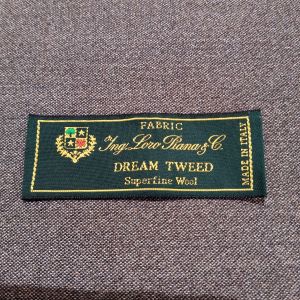 FABRIC
Ing. Loro Piana & C.
DREAM TWEED
Superfine Wool
MADE IN ITALY